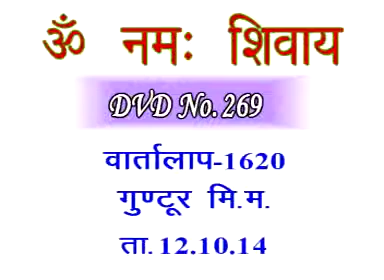 ॐ नमः शिवाय
DVD No. 269
वार्तालाप-1620
गुण्टूर मि.म.
ता. 12.10.14